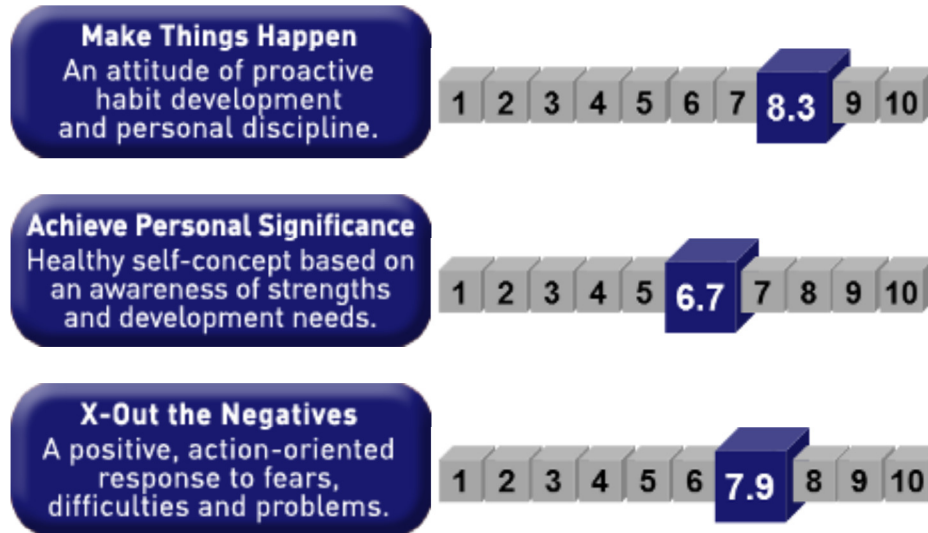 Make Things Happen
An attitude of proactive
habit development
and personal discipline.
1 2 3 4 5 6 7 8.3 9 10
Achieve Personal Significance
Healthy self-concept based on
an awareness of strengths
and development needs.
1 2 3 4 5 6.7 7 8 9 10
X-Out the Negatives
A positive, action-oriented
response to fears,
difficulties and problems.
1 2 3 4 5 6 7.9 8 9 10